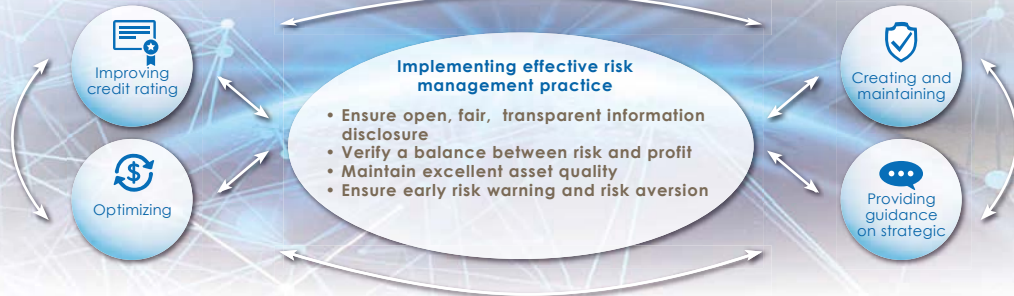 Improving
credit rating
Implementing effective risk
management practice
• Ensure open, fair, transparent information
disclosure
• Verify a balance between risk and profit
• Maintain excellent asset quality
• Ensure early risk warning and risk aversion
Creating and
maintaining
$
Optimizing
Providing
guidance
on strategic